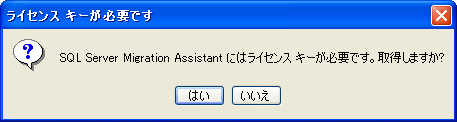 ライセンス キーが必要です
SQL Server Migration Assistant にはライセンス キーが必要です。取得しますか?
はい
いいえ